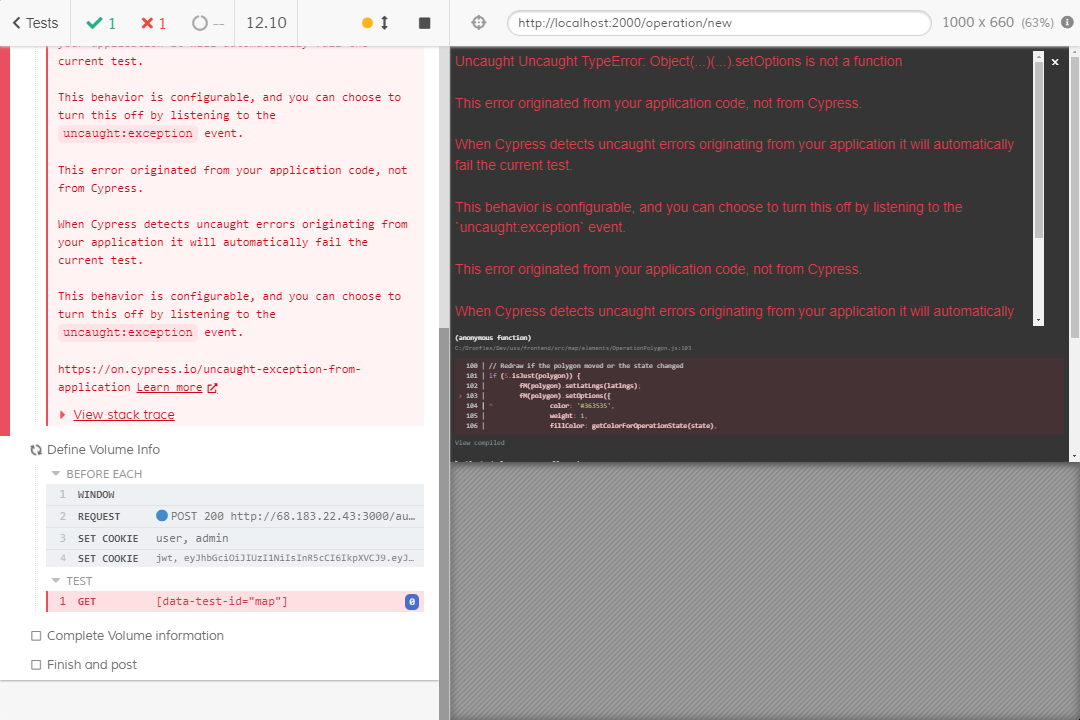 Tests
1
1
--
12.10
http://localhost:2000/operation/new
1000 x 660 (63%)
current test.
This behavior is configurable, and you can choose to
turn this off by listening to the
uncaught:exception event.
This error originated from your application code, not
from Cypress.
When Cypress detects uncaught errors originating from
your application it will automatically fail the
current test.
This behavior is configurable, and you can choose to
turn this off by listening to the
uncaught:exception event.
https://on.cypress.io/uncaught-exception-from-
application Learn more
View stack trace
Define Volume Info
BEFORE EACH
1 WINDOW
2 REQUEST POST 200 http://68.183.22.43:3000/au…
3 SET COOKIE user, admin
4 SET COOKIE jwt, eyJhbGciOiJIUzI1NiIsInR5cCI6IkpXVCJ9.eyJ…
TEST
1 GET [data-test-id="map"] 0
Complete Volume information
Finish and post
Uncaught Uncaught TypeError: Object(...)(...).setOptions is not a function
This error originated from your application code, not from Cypress.
When Cypress detects uncaught errors originating from your application it will automatically
fail the current test.
This behavior is configurable, and you can choose to turn this off by listening to the
`uncaught:exception` event.
This error originated from your application code, not from Cypress.
When Cypress detects uncaught errors originating from your application it will automatically
(anonymous function)
C:/Dronfies/Dev/uss/frontend/src/map/elements/OperationPolygon.js:103
100 | // Redraw if the polygon moved or the state changed
101 | if (S.isJust(polygon)) {
102 | fM(polygon).setLatLngs(latlngs);
> 103 | fM(polygon).setOptions({
104 | ^ color: '#363535',
105 | weight: 1,
106 | fillColor: getColorForOperationState(state),
View compiled